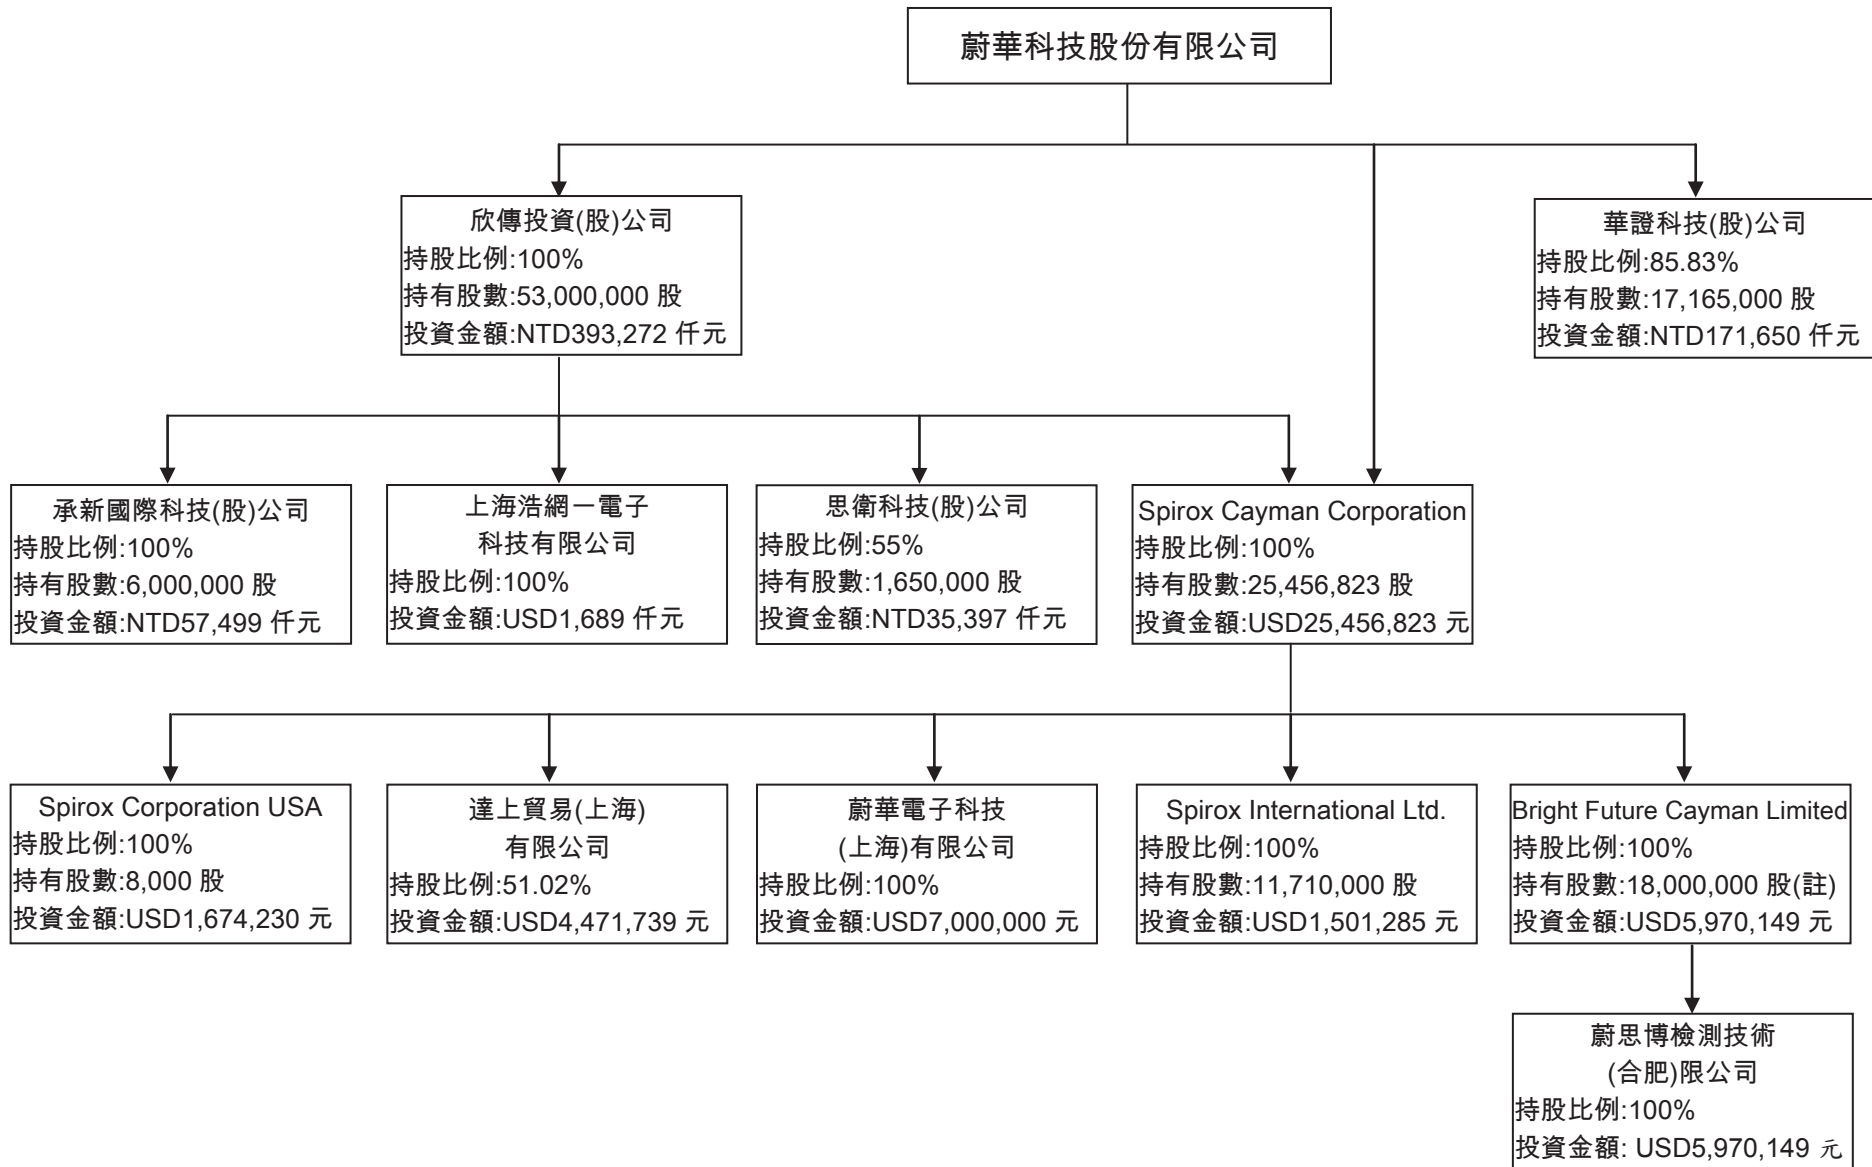 蔚華科技股份有限公司
欣傳投資(股)公司
持股比例:100%
持有股數:53,000,000 股
投資金額:NTD393,272 仟元
華證科技(股)公司
持股比例:85.83%
持有股數:17,165,000 股
投資金額:NTD171,650 仟元
承新國際科技(股)公司
持股比例:100%
持有股數:6,000,000 股
投資金額:NTD57,499 仟元
上海浩網一電子
科技有限公司
持股比例:100%
投資金額:USD1,689 仟元
思衛科技(股)公司
持股比例:55%
持有股數:1,650,000 股
投資金額:NTD35,397 仟元
Spirox Cayman Corporation
持股比例:100%
持有股數:25,456,823 股
投資金額:USD25,456,823 元
Spirox Corporation USA
持股比例:100%
持有股數:8,000 股
投資金額:USD1,674,230 元
達上貿易(上海)
有限公司
持股比例:51.02%
投資金額:USD4,471,739 元
蔚華電子科技
(上海)有限公司
持股比例:100%
投資金額:USD7,000,000 元
Spirox International Ltd.
持股比例:100%
持有股數:11,710,000 股
投資金額:USD1,501,285 元
Bright Future Cayman Limited
持股比例:100%
持有股數:18,000,000 股(註)
投資金額:USD5,970,149 元
蔚思博檢測技術
(合肥)限公司
持股比例:100%
投資金額: USD5,970,149 元